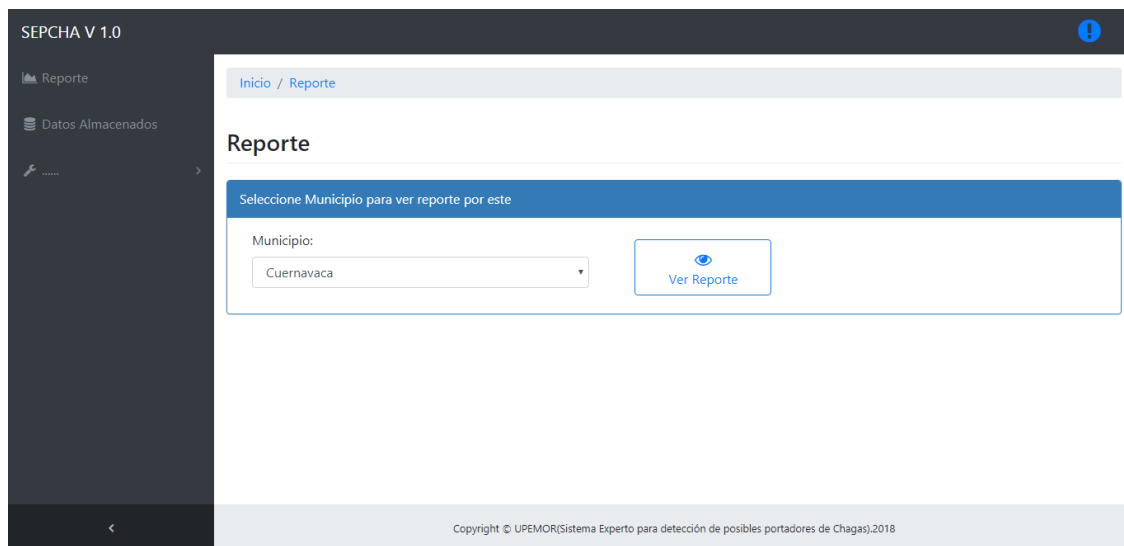 SEPCHA V 1.0
Reporte
Datos Almacenados
......
Inicio / Reporte
Reporte
Seleccione Municipio para ver reporte por este
Municipio:
Cuernavaca
Ver Reporte
Copyright © UPEMOR(Sistema Experto para detección de posibles portadores de Chagas).2018